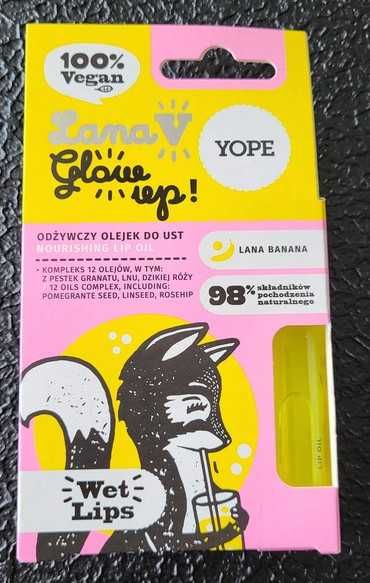 100%
Vegan
Lana V
Glow
up!
YOPE
ODŻYWCZY OLEJEK DO UST
NOURISHING LIP OIL
• KOMPLEKS 12 OLEJÓW, W TYM:
Z PESTEK GRANATU, LNU, DZIKIEJ RÓŻY
12 OILS COMPLEX, INCLUDING:
POMEGRANTE SEED, LINSEED, ROSEHIP
LANA BANANA
98% składników
pochodzenia
naturalnego
LIP OIL
Wet
Lips